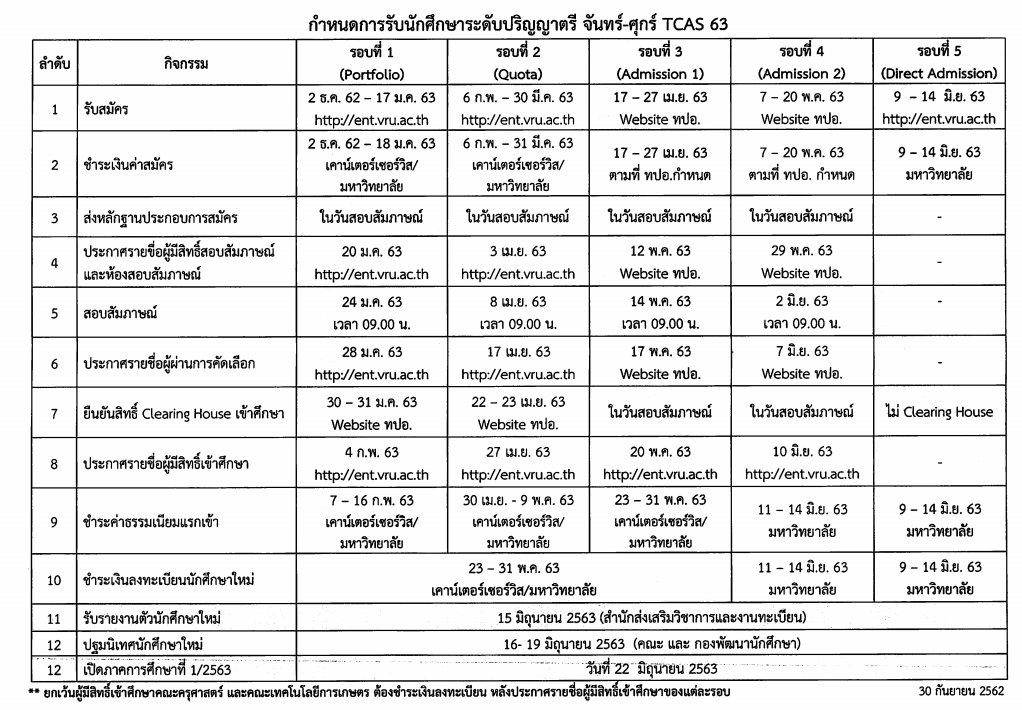 กำหนดการรับนักศึกษาระดับปริญญาตรี จันทร์-ศุกร์ TCAS 63
ลำดับ กิจกรรม รอบที่ 1 รอบที่ 2 รอบที่ 3 รอบที่ 4 รอบที่ 5
(Portfolio) (Quota) (Admission 1) (Admission 2) (Direct Admission)
1 รับสมัคร 2 ธ.ค. 62 – 17 ม.ค. 63 6 ก.พ. – 30 มี.ค. 63 17 – 27 เม.ย. 63 7 – 20 พ.ค. 63 9 – 14 มิ.ย. 63
http://ent.vru.ac.th http://ent.vru.ac.th Website ทปอ. Website ทปอ. http://ent.vru.ac.th
2 ชำระเงินค่าสมัคร 2 ธ.ค. 62 – 18 ม.ค. 63 6 ก.พ. – 31 มี.ค. 63 17 – 27 เม.ย. 63 7 – 20 พ.ค. 63 9 – 14 มิ.ย. 63
เคาน์เตอร์เซอร์วิส/ เคาน์เตอร์เซอร์วิส/ ตามที่ ทปอ.กำหนด ตามที่ ทปอ. กำหนด มหาวิทยาลัย
มหาวิทยาลัย มหาวิทยาลัย
3 ส่งหลักฐานประกอบการสมัคร ในวันสอบสัมภาษณ์ ในวันสอบสัมภาษณ์ ในวันสอบสัมภาษณ์ ในวันสอบสัมภาษณ์ -
4 ประกาศรายชื่อผู้มีสิทธิ์สอบสัมภาษณ์ 20 ม.ค. 63 3 เม.ย. 63 12 พ.ค. 63 29 พ.ค. 63 -
และห้องสอบสัมภาษณ์ http://ent.vru.ac.th http://ent.vru.ac.th Website ทปอ. Website ทปอ.
5 สอบสัมภาษณ์ 24 ม.ค. 63 8 เม.ย. 63 14 พ.ค. 63 2 มิ.ย. 63 -
เวลา 09.00 น. เวลา 09.00 น. เวลา 09.00 น. เวลา 09.00 น.
6 ประกาศรายชื่อผู้ผ่านการคัดเลือก 28 ม.ค. 63 17 เม.ย. 63 17 พ.ค. 63 7 มิ.ย. 63 -
http://ent.vru.ac.th http://ent.vru.ac.th Website ทปอ. Website ทปอ.
7 ยืนยันสิทธิ์ Clearing House เข้าศึกษา 30 – 31 ม.ค. 63 22 – 23 เม.ย. 63 ในวันสอบสัมภาษณ์ ในวันสอบสัมภาษณ์ ไม่ Clearing House
Website ทปอ. Website ทปอ.
8 ประกาศรายชื่อผู้มีสิทธิ์เข้าศึกษา 4 ก.พ. 63 27 เม.ย. 63 20 พ.ค. 63 10 มิ.ย. 63 -
http://ent.vru.ac.th http://ent.vru.ac.th http://ent.vru.ac.th http://ent.vru.ac.th
9 ชำระค่าธรรมเนียมแรกเข้า 7 – 16 ก.พ. 63 30 เม.ย. - 9 พ.ค. 63 23 – 31 พ.ค. 63 11 – 14 มิ.ย. 63 9 – 14 มิ.ย. 63
เคาน์เตอร์เซอร์วิส/ เคาน์เตอร์เซอร์วิส/ เคาน์เตอร์เซอร์วิส/ มหาวิทยาลัย มหาวิทยาลัย
มหาวิทยาลัย มหาวิทยาลัย มหาวิทยาลัย
10 ชำระเงินลงทะเบียนนักศึกษาใหม่ 23 – 31 พ.ค. 63 11 – 14 มิ.ย. 63 9 – 14 มิ.ย. 63
เคาน์เตอร์เซอร์วิส/มหาวิทยาลัย มหาวิทยาลัย มหาวิทยาลัย
11 รับรายงานตัวนักศึกษาใหม่ 15 มิถุนายน 2563 (สำนักส่งเสริมวิชาการและงานทะเบียน)
12 ปฐมนิเทศนักศึกษาใหม่ 16- 19 มิถุนายน 2563 (คณะ และ กองพัฒนานักศึกษา)
12 เปิดภาคการศึกษาที่ 1/2563 วันที่ 22 มิถุนายน 2563
** ยกเว้นผู้มีสิทธิ์เข้าศึกษาคณะครุศาสตร์ และคณะเทคโนโลยีการเกษตร ต้องชำระเงินลงทะเบียน หลังประกาศรายชื่อผู้มีสิทธิ์เข้าศึกษาของแต่ละรอบ 30 กันยายน 2562